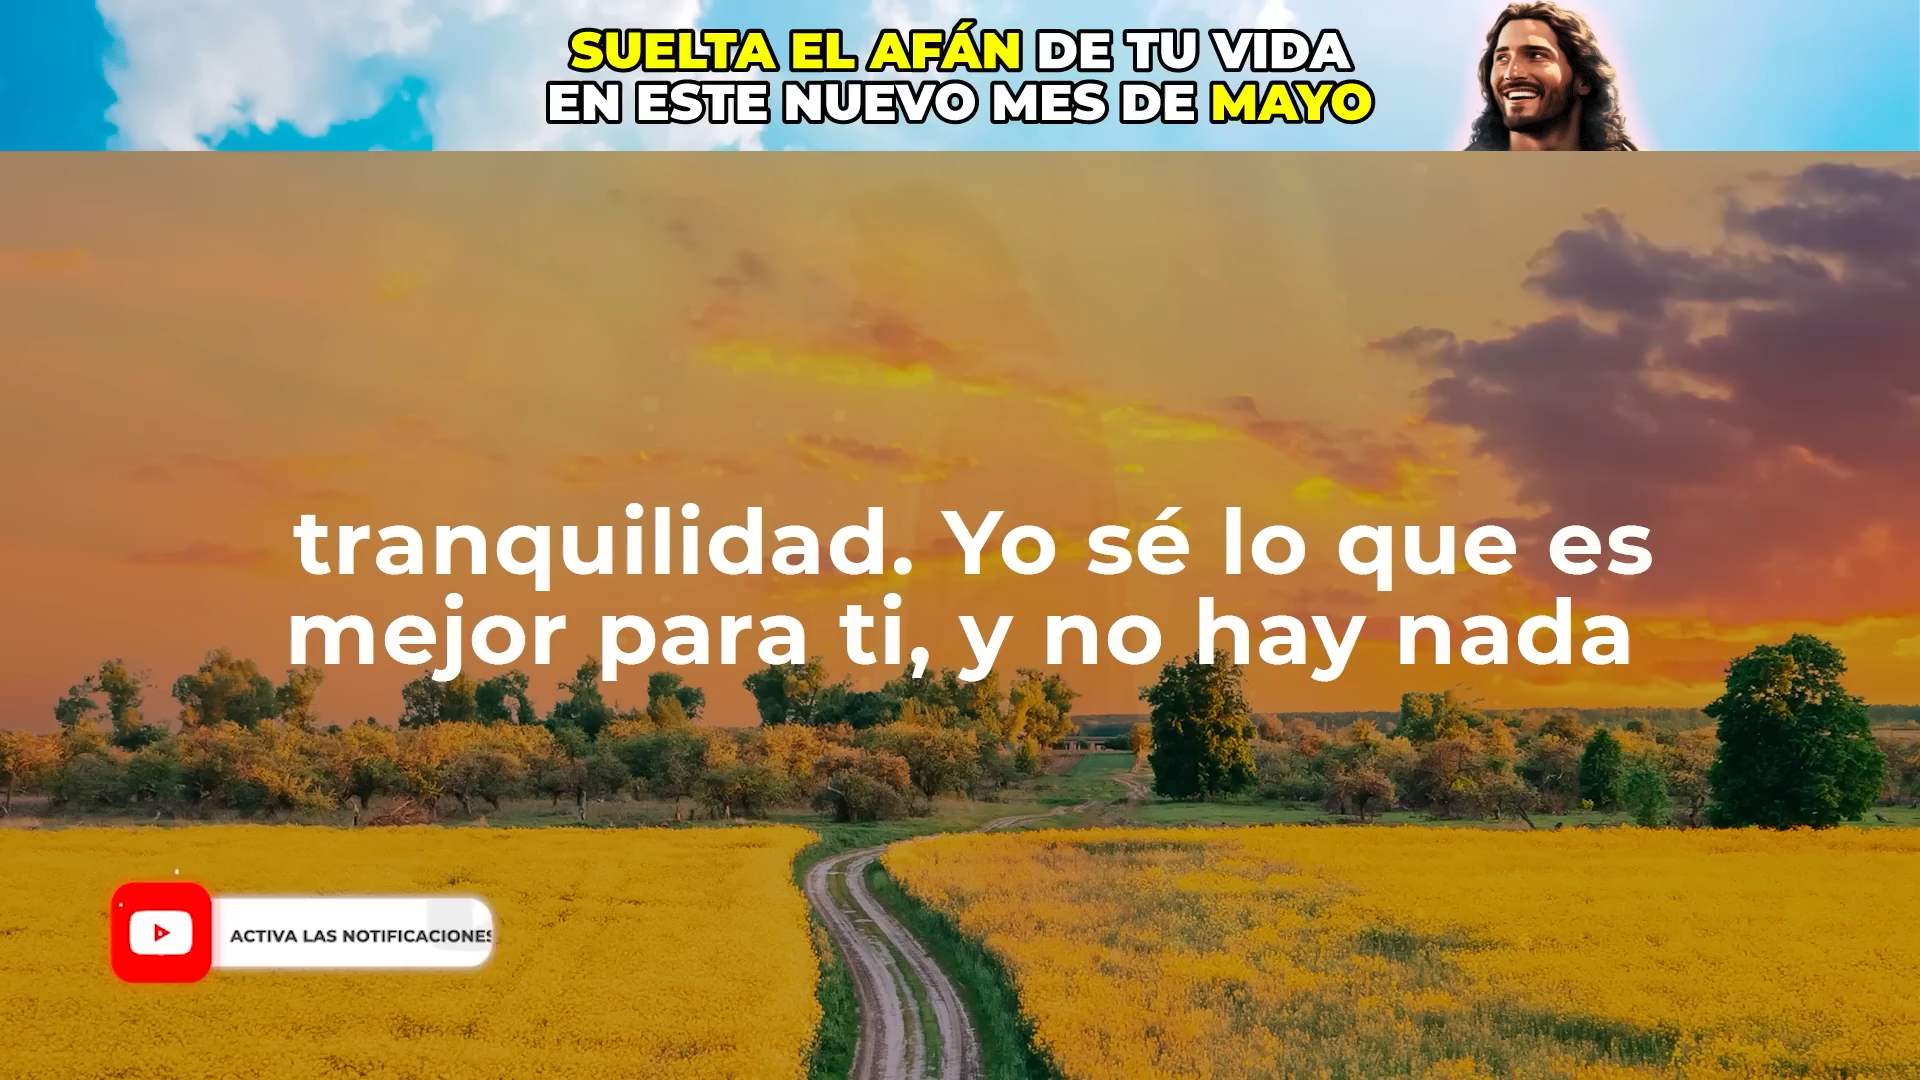 SUELTA EL AFÁN DE TU VIDA
EN ESTE NUEVO MES DE MAYO
tranquilidad. Yo sé lo que es
mejor para ti, y no hay nada
ACTIVA LAS NOTIFICACIONES